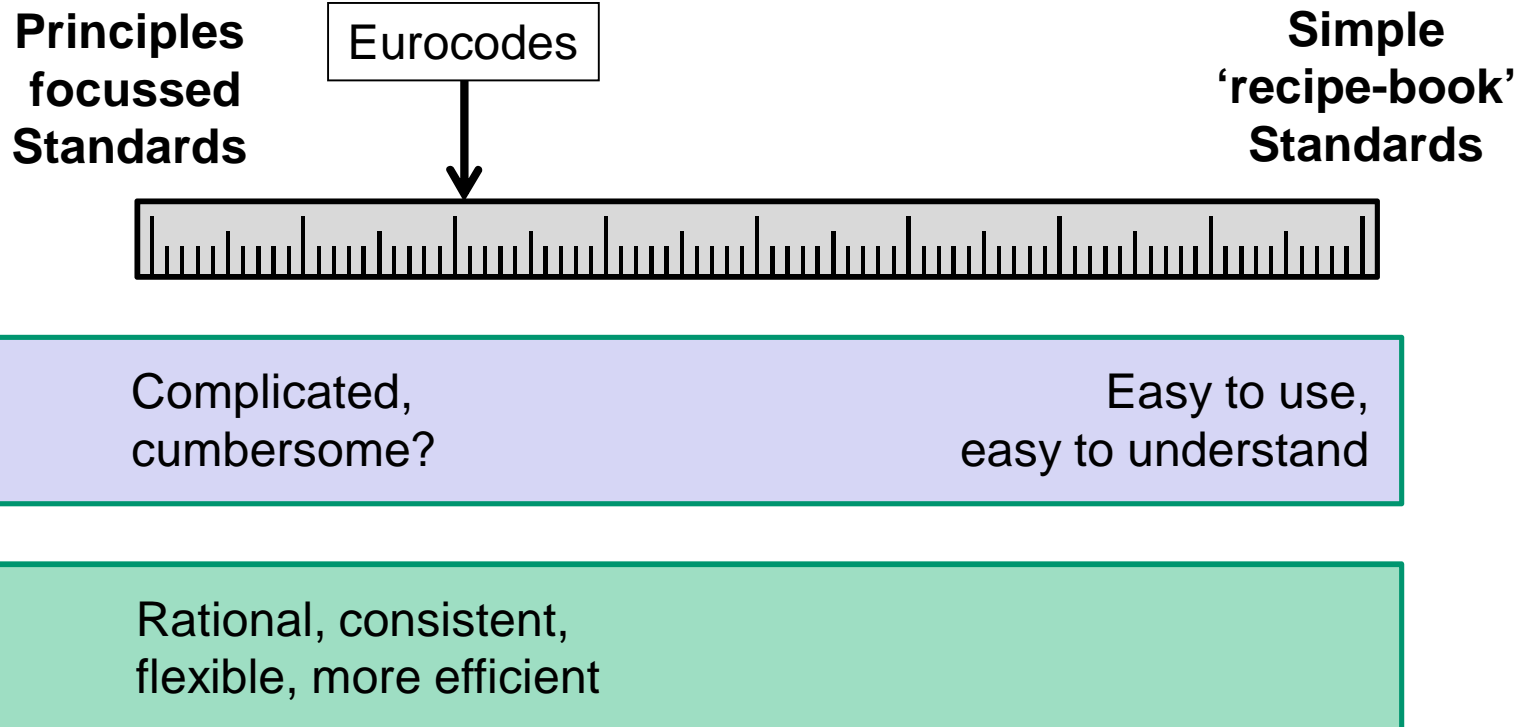 Principles
focussed
Standards
Eurocodes
Simple
‘recipe-book’
Standards
Complicated,
cumbersome?
Easy to use,
easy to understand
Rational, consistent,
flexible, more efficient